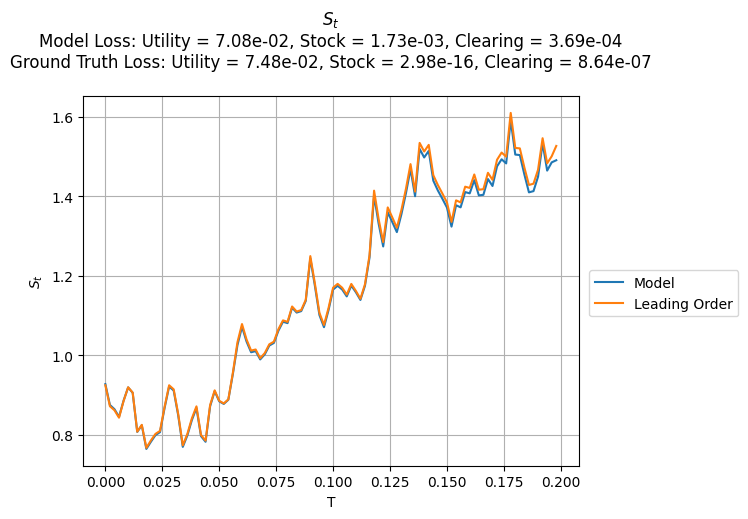 S_t
Model Loss: Utility = 7.08e-02, Stock = 1.73e-03, Clearing = 3.69e-04
Ground Truth Loss: Utility = 7.48e-02, Stock = 2.98e-16, Clearing = 8.64e-07
1.6
1.4
1.2
1.0
0.8
S_t
0.000
0.025
0.050
0.075
0.100
0.125
0.150
0.175
0.200
T
Model
Leading Order